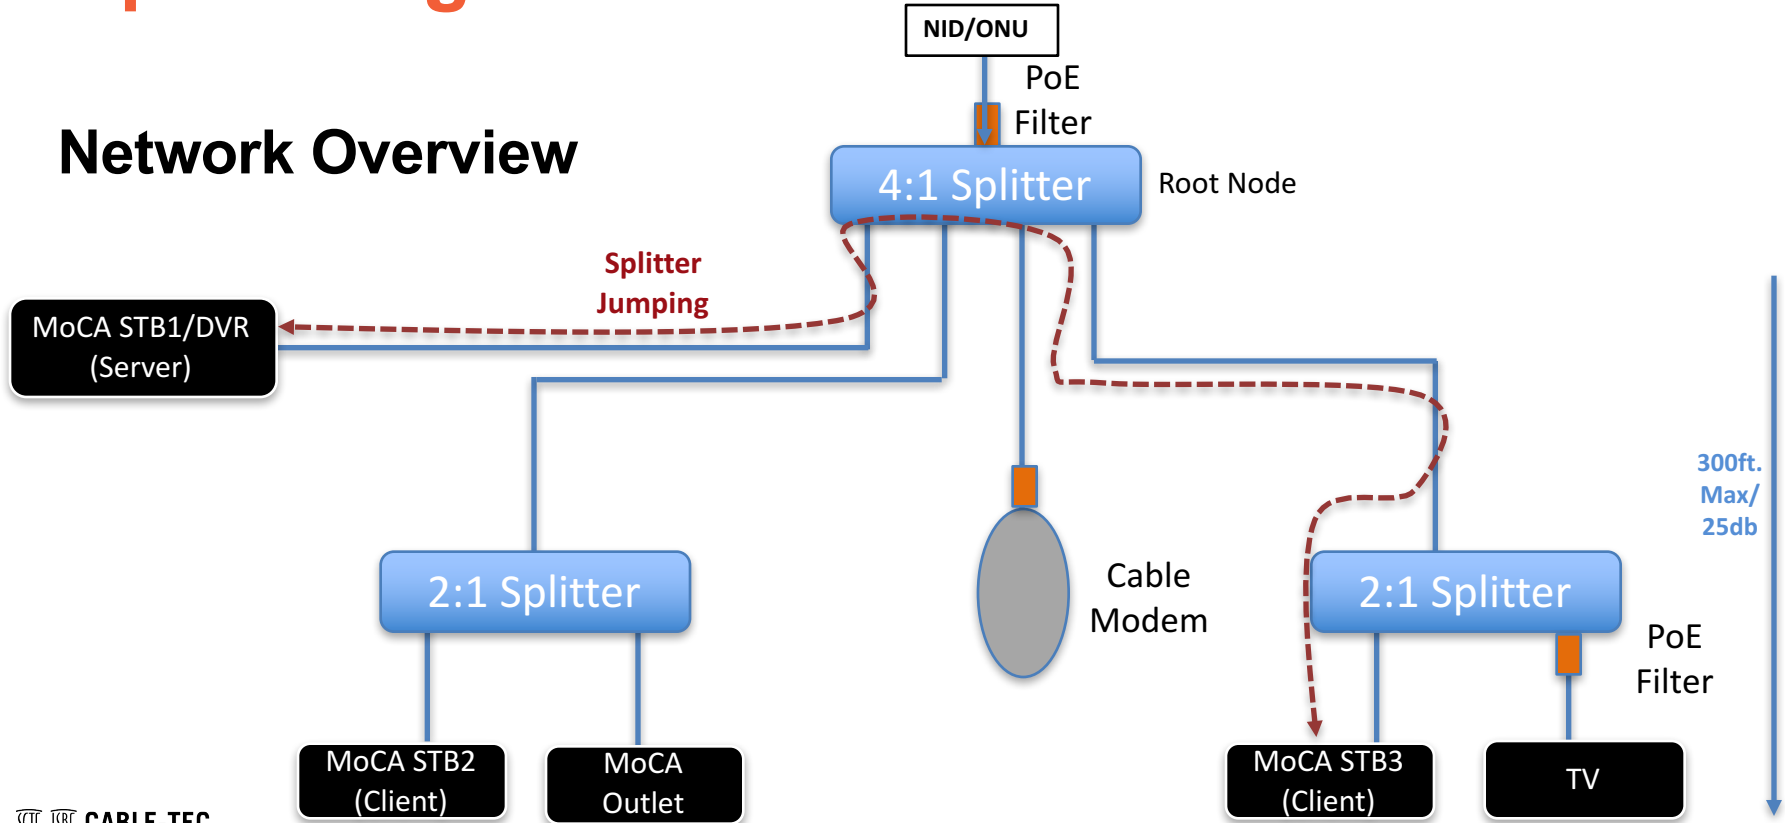 NID/ONU
PoE
Filter
Network Overview
4:1 Splitter
Root Node
Splitter
Jumping
MoCA STB1/DVR
(Server)
300ft.
Max/
25db
2:1 Splitter
Cable
Modem
2:1 Splitter
PoE
Filter
MoCA STB2
(Client)
MoCA
Outlet
MoCA STB3
(Client)
TV